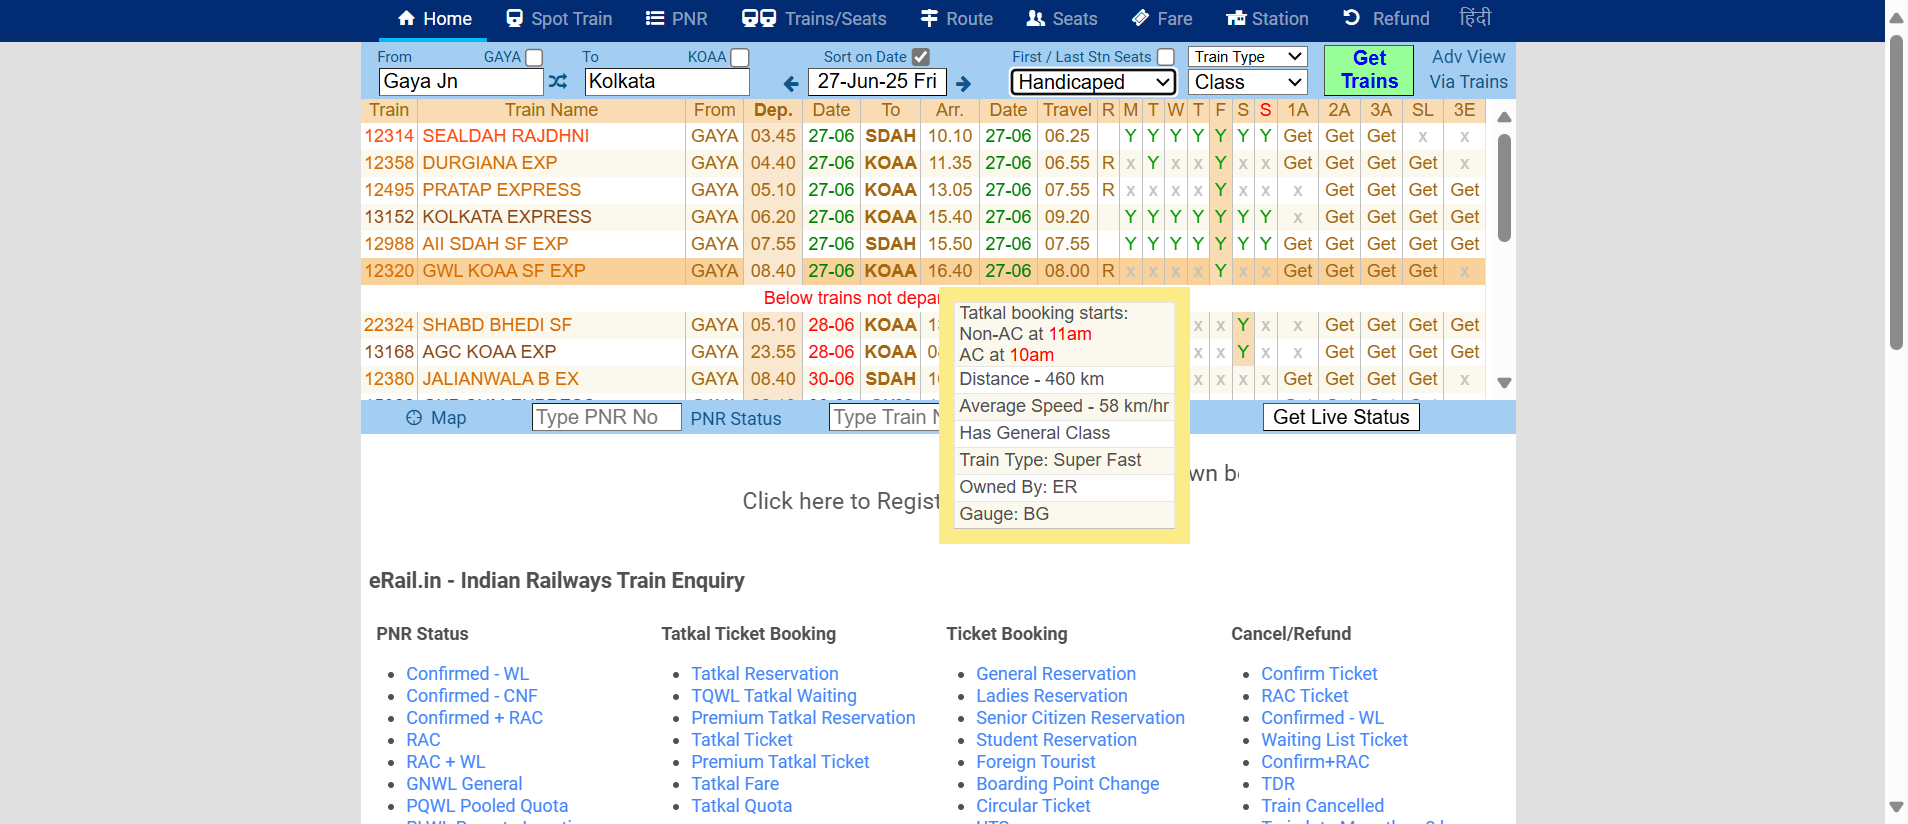 Home Spot Train PNR Trains/Seats Route Seats Fare Station Refund हिंदी
From GAYA To KOAA Sort on Date First / Last Stn Seats Train Type Get Trains Adv View
Gaya Jn Kolkata 27-Jun-25 Fri Handicaped Class Via Trains
Train Train Name From Dep. Date To Arr. Date Travel R M T W T F S S 1A 2A 3A SL 3E
12314 SEALDAH RAJDHNI GAYA 03.45 27-06 SDAH 10.10 27-06 06.25 Y Y Y Y Y Y Y Get Get Get x x
12358 DURGIANA EXP GAYA 04.40 27-06 KOAA 11.35 27-06 06.55 R x Y x x Y x x Get Get Get Get x
12495 PRATAP EXPRESS GAYA 05.10 27-06 KOAA 13.05 27-06 07.55 R x x x x Y x x x Get Get Get Get
13152 KOLKATA EXPRESS GAYA 06.20 27-06 KOAA 15.40 27-06 09.20 Y Y Y Y Y Y Y x Get Get Get Get
12988 AII SDAH SF EXP GAYA 07.55 27-06 SDAH 15.50 27-06 07.55 Y Y Y Y Y Y Y Get Get Get Get Get
12320 GWL KOAA SF EXP GAYA 08.40 27-06 KOAA 16.40 27-06 08.00 R x x x x Y x x Get Get Get Get x
Below trains not depar
22324 SHABD BHEDI SF GAYA 05.10 28-06 KOAA x x Y x x Get Get Get Get
13168 AGC KOAA EXP GAYA 23.55 28-06 KOAA x x Y x x Get Get Get Get
12380 JALIANWALA B EX GAYA 08.40 30-06 SDAH x x x x Get Get Get Get x
Tatkal booking starts:
Non-AC at 11am
AC at 10am
Distance - 460 km
Average Speed - 58 km/hr
Has General Class
Train Type: Super Fast
Owned By: ER
Gauge: BG
Map Type PNR No PNR Status Type Train Get Live Status
Click here to Regist
eRail.in - Indian Railways Train Enquiry
PNR Status
Confirmed - WL
Confirmed - CNF
Confirmed + RAC
RAC
RAC + WL
GNWL General
PQWL Pooled Quota
Tatkal Ticket Booking
Tatkal Reservation
TQWL Tatkal Waiting
Premium Tatkal Reservation
Tatkal Ticket
Premium Tatkal Ticket
Tatkal Fare
Tatkal Quota
Ticket Booking
General Reservation
Ladies Reservation
Senior Citizen Reservation
Student Reservation
Foreign Tourist
Boarding Point Change
Circular Ticket
Cancel/Refund
Confirm Ticket
RAC Ticket
Confirmed - WL
Waiting List Ticket
Confirm+RAC
TDR
Train Cancelled